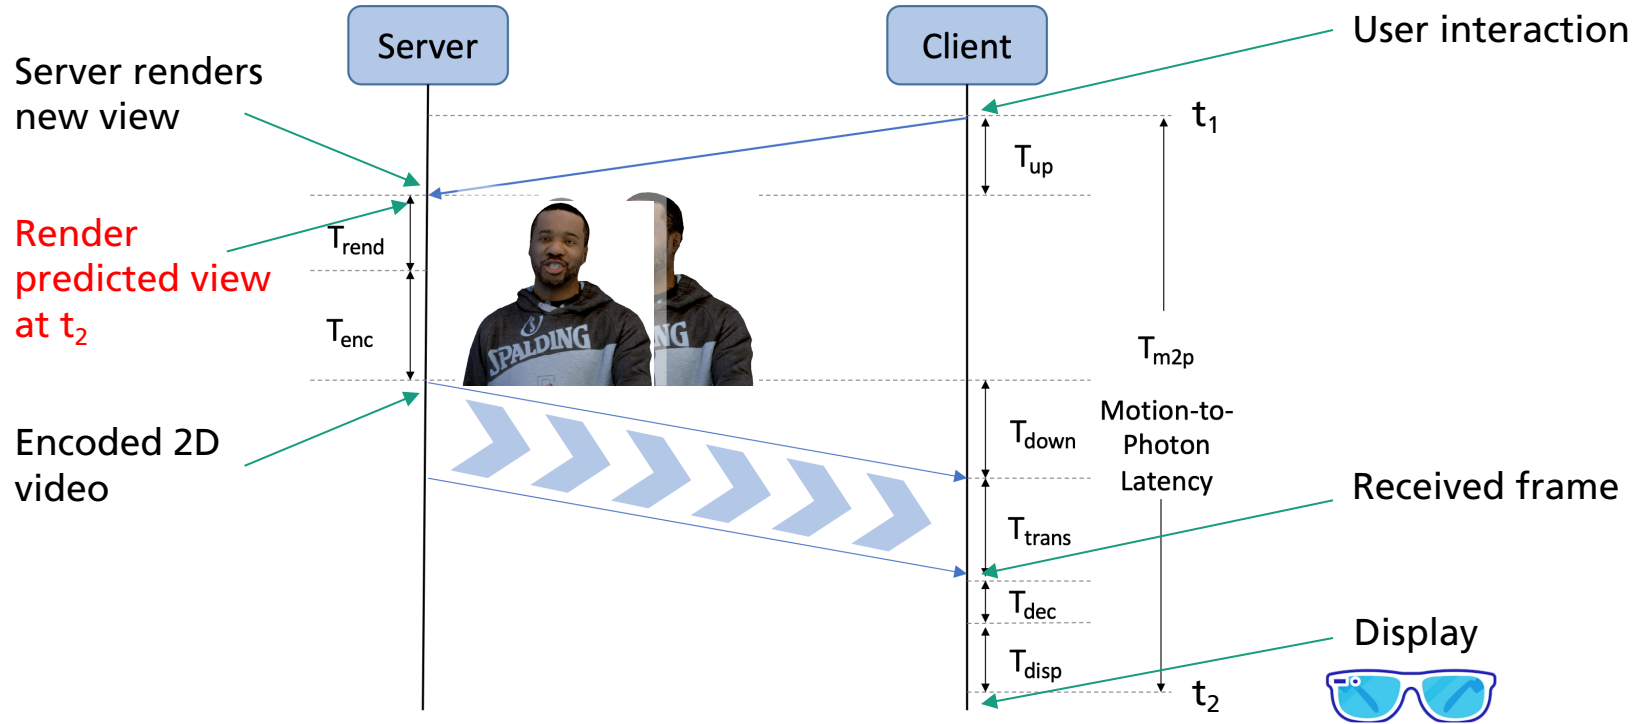 Server
Client
User interaction
Server renders
new view
t1
Tup
Render
predicted view
at t2
Trend
Tenc
SPALDING
NG
Tm2p
Motion-to-
Photon
Latency
Tdown
Encoded 2D
video
Received frame
Ttrans
Tdec
Display
Tdisp
t2